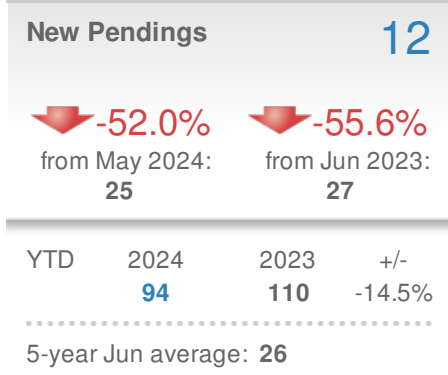 New Pendings 12
-52.0% -55.6%
from May 2024: from Jun 2023:
25 27
YTD 2024 2023 +/-
94 110 -14.5%
5-year Jun average: 26